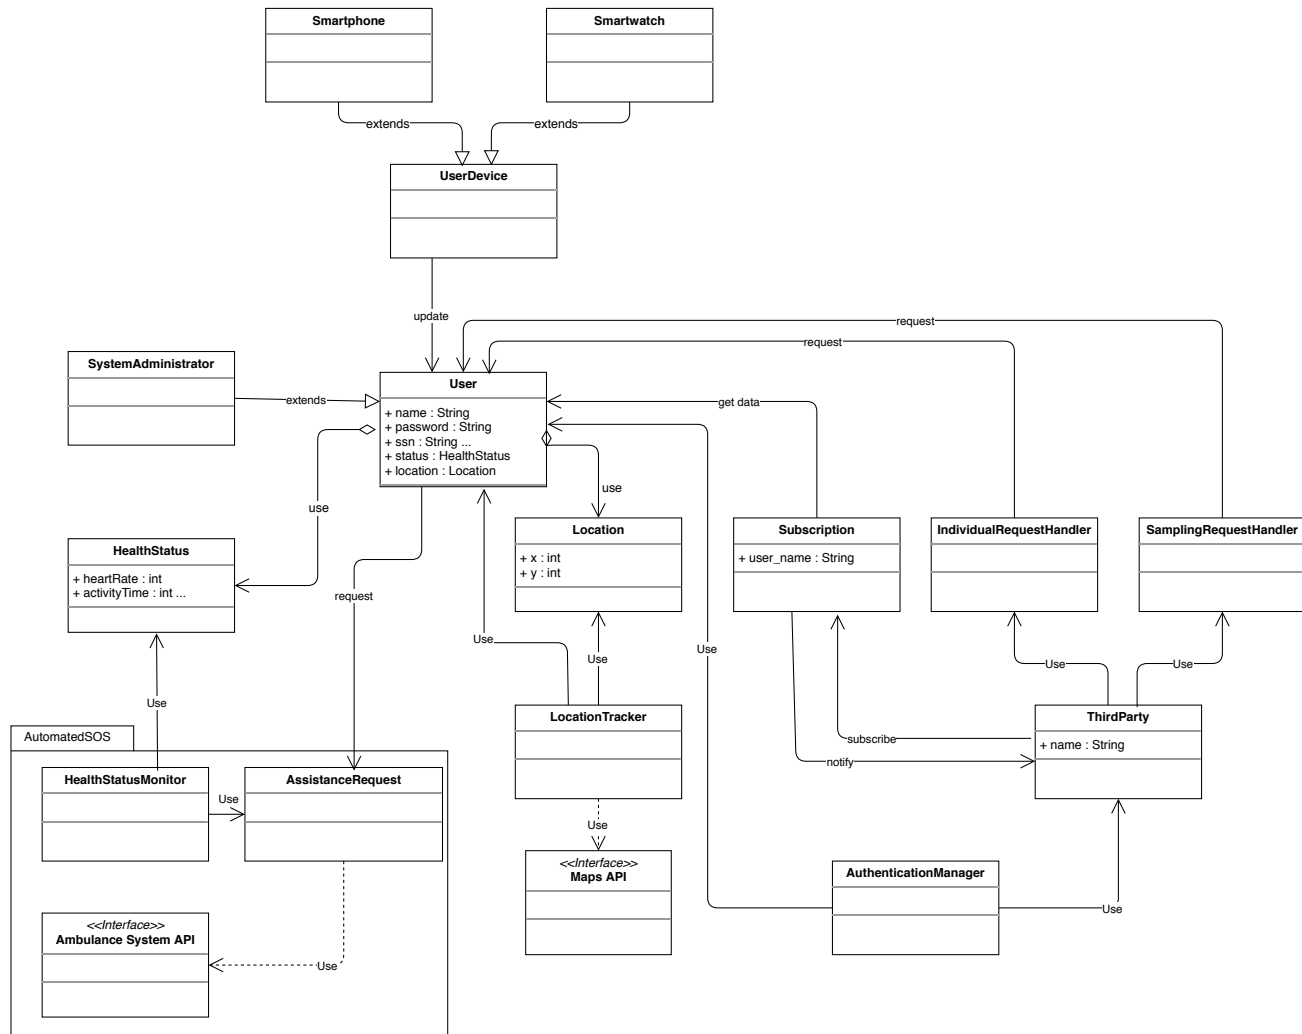 Smartphone
Smartwatch
extends
extends
UserDevice
update
request
request
SystemAdministrator
extends
User
+ name : String
+ password : String
+ ssn : String ...
+ status : HealthStatus
+ location : Location
get data
use
use
HealthStatus
+ heartRate : int
+ activityTime : int ...
Location
+ x : int
+ y : int
Subscription
+ user_name : String
IndividualRequestHandler
SamplingRequestHandler
request
Use
Use
Use
Use
Use
Use
AutomatedSOS
LocationTracker
ThirdParty
+ name : String
subscribe
notify
HealthStatusMonitor
Use
AssistanceRequest
Use
<<Interface>>
Maps API
AuthenticationManager
Use
<<Interface>>
Ambulance System API
Use